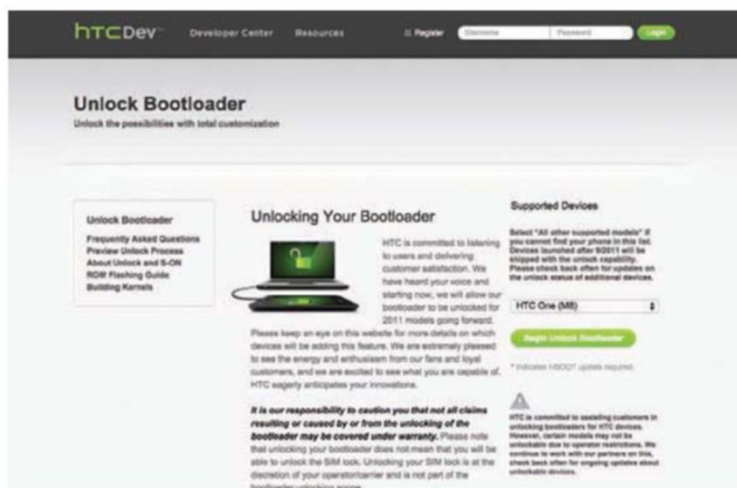 hTC DEV
Developer Center
Resources
Register
Username
Password
Login
Unlock Bootloader
Unlock the possibilities with total customization
Unlock Bootloader
Frequently Asked Questions
Preview Unlock Process
About Unlock and S-ON
ROM Flashing Guide
Building Kernels
Unlocking Your Bootloader
HTC is committed to listening
to users and delivering
customer satisfaction. We
have heard your voice and
starting now, we will allow our
bootloader to be unlocked for
2011 models going forward.
Please keep an eye on this website for more details on which
devices will be adding this feature. We are extremely pleased
to see the energy and enthusiasm from our fans and loyal
customers, and we are excited to see what you are capable of.
HTC eagerly anticipates your innovations.
It is our responsibility to caution you that not all claims
resulting or caused by or from the unlocking of the
bootloader may be covered under warranty. Please note
that unlocking your bootloader does not mean that you will be
able to unlock the SIM lock. Unlocking your SIM lock is at the
discretion of your operator/carrier and is not part of the
bootloader unlocking scope.
Supported Devices
Select "All other supported models" if
you cannot find your phone in this list.
Devices launched after 9/2011 will be
shipped with the unlock capability.
Please check back often for updates on
the unlock status of additional devices.
HTC One (M8)
Begin Unlock Bootloader
* Indicates HBOOT update required.
HTC is committed to assisting customers in
unlocking bootloaders for HTC devices.
However, certain models may not be
unlockable due to operator restrictions. We
continue to work with our partners on this,
check back often for ongoing updates about
unlockable devices.